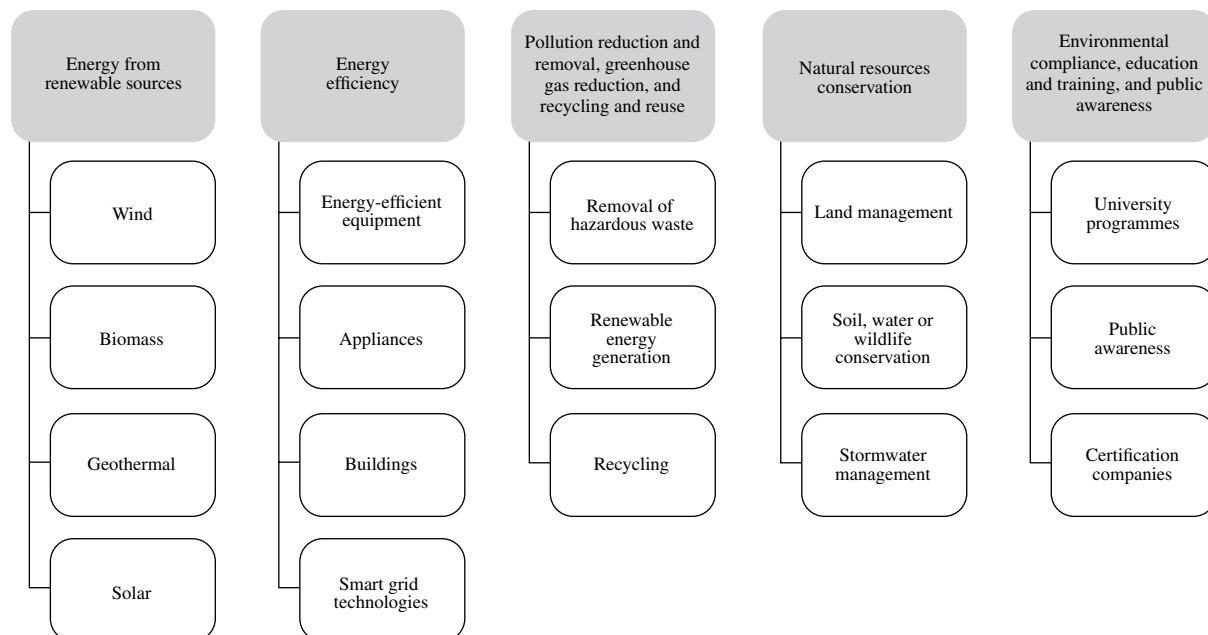 Energy from
renewable sources
Wind
Biomass
Geothermal
Solar
Energy
efficiency
Energy-efficient
equipment
Appliances
Buildings
Smart grid
technologies
Pollution reduction and
removal, greenhouse
gas reduction, and
recycling and reuse
Removal of
hazardous waste
Renewable
energy
generation
Recycling
Natural resources
conservation
Land management
Soil, water or
wildlife
conservation
Stormwater
management
Environmental
compliance, education
and training, and public
awareness
University
programmes
Public
awareness
Certification
companies